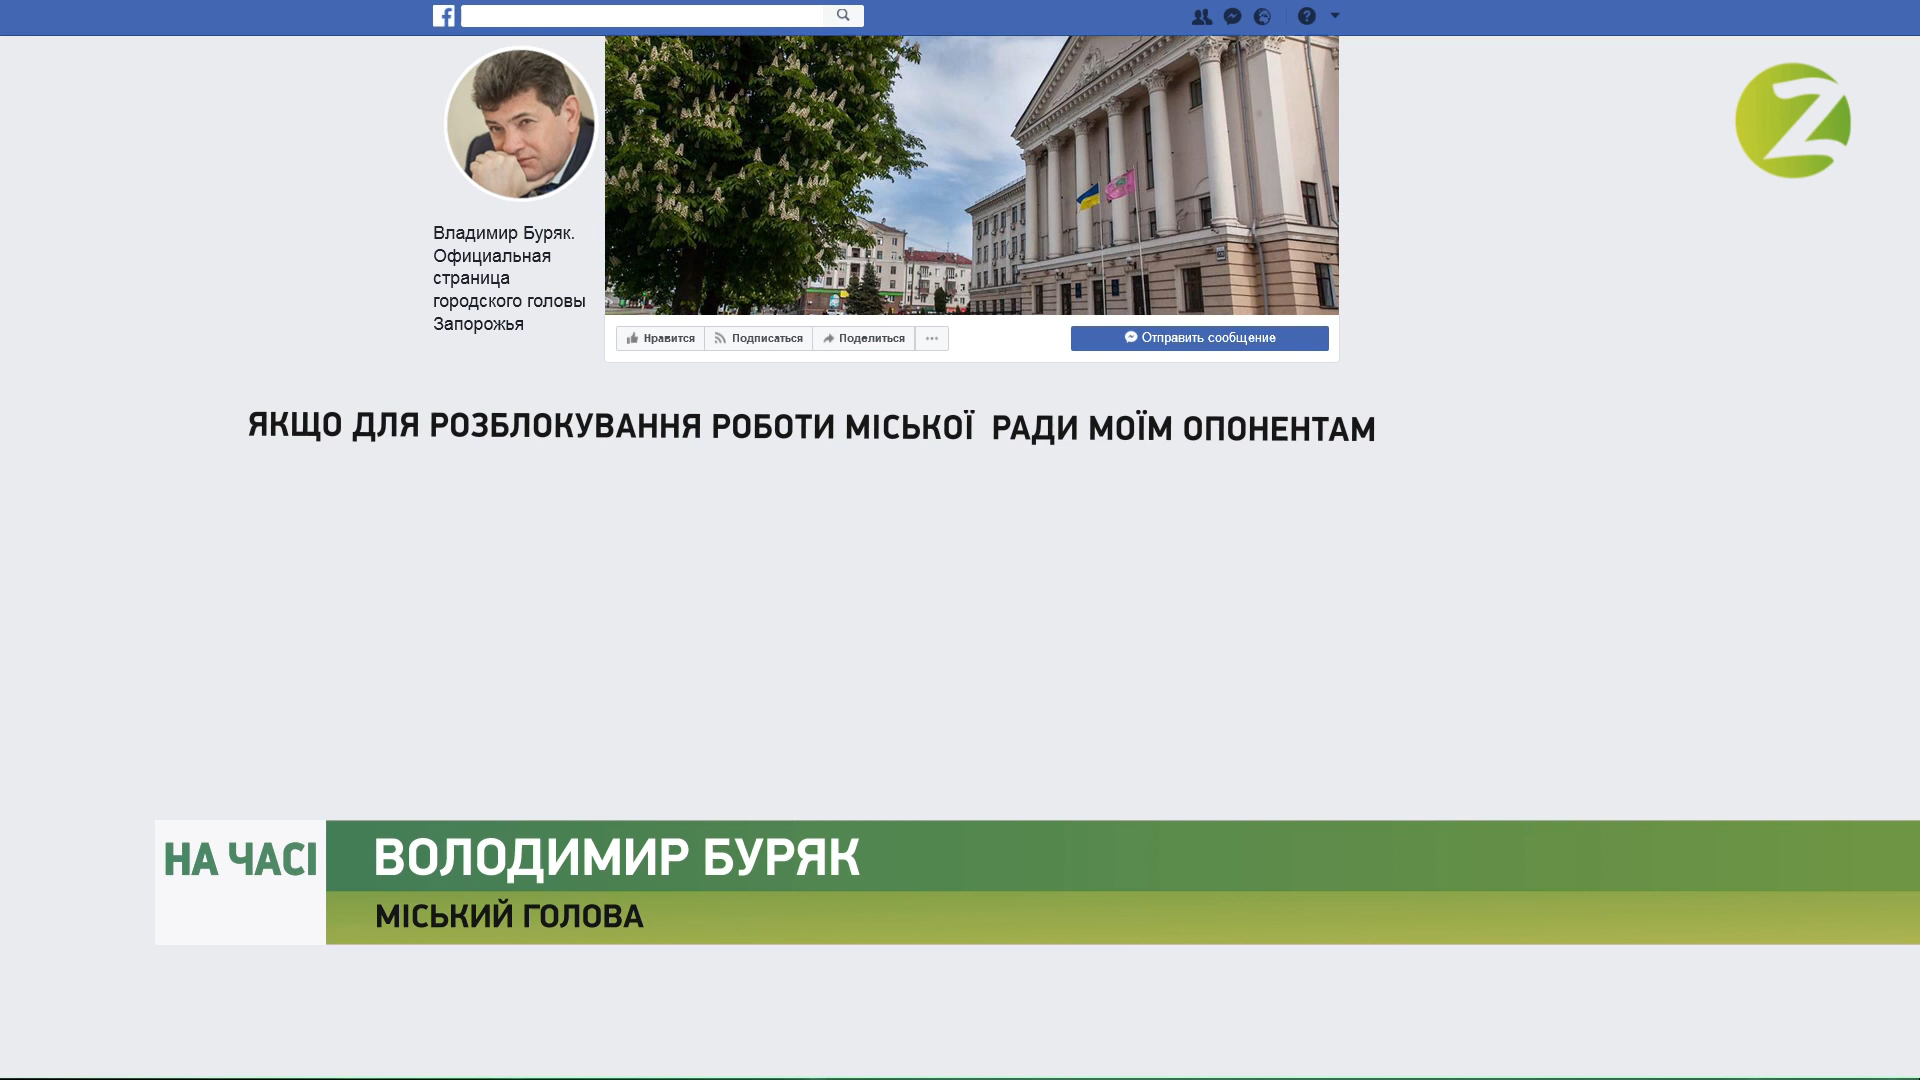 Владимир Буряк.
Официальная
страница
городского головы
Запорожья
Нравится
Подписаться
Поделиться
Отправить сообщение
ЯКЩО ДЛЯ РОЗБЛОКУВАННЯ РОБОТИ МІСЬКОЇ РАДИ МОЇМ ОПОНЕНТАМ
НА ЧАСІ
ВОЛОДИМИР БУРЯК
МІСЬКИЙ ГОЛОВА